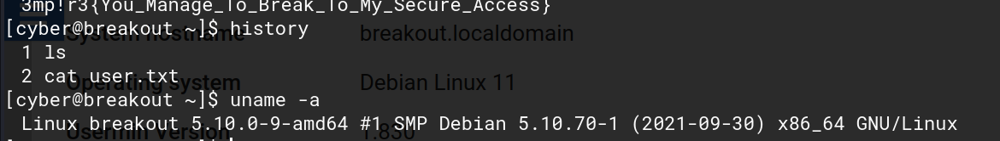 3mp!r3{You_Manage_To_Break_To_My_Secure_Access}
[cyber@breakout ~]$ history
System hostname breakout.localdomain
1 ls
2 cat user.txt
Operating system Debian Linux 11
[cyber@breakout ~]$ uname -a
Linux breakout 5.10.0-9-amd64 #1 SMP Debian 5.10.70-1 (2021-09-30) x86_64 GNU/Linux
Usermin version 1.830